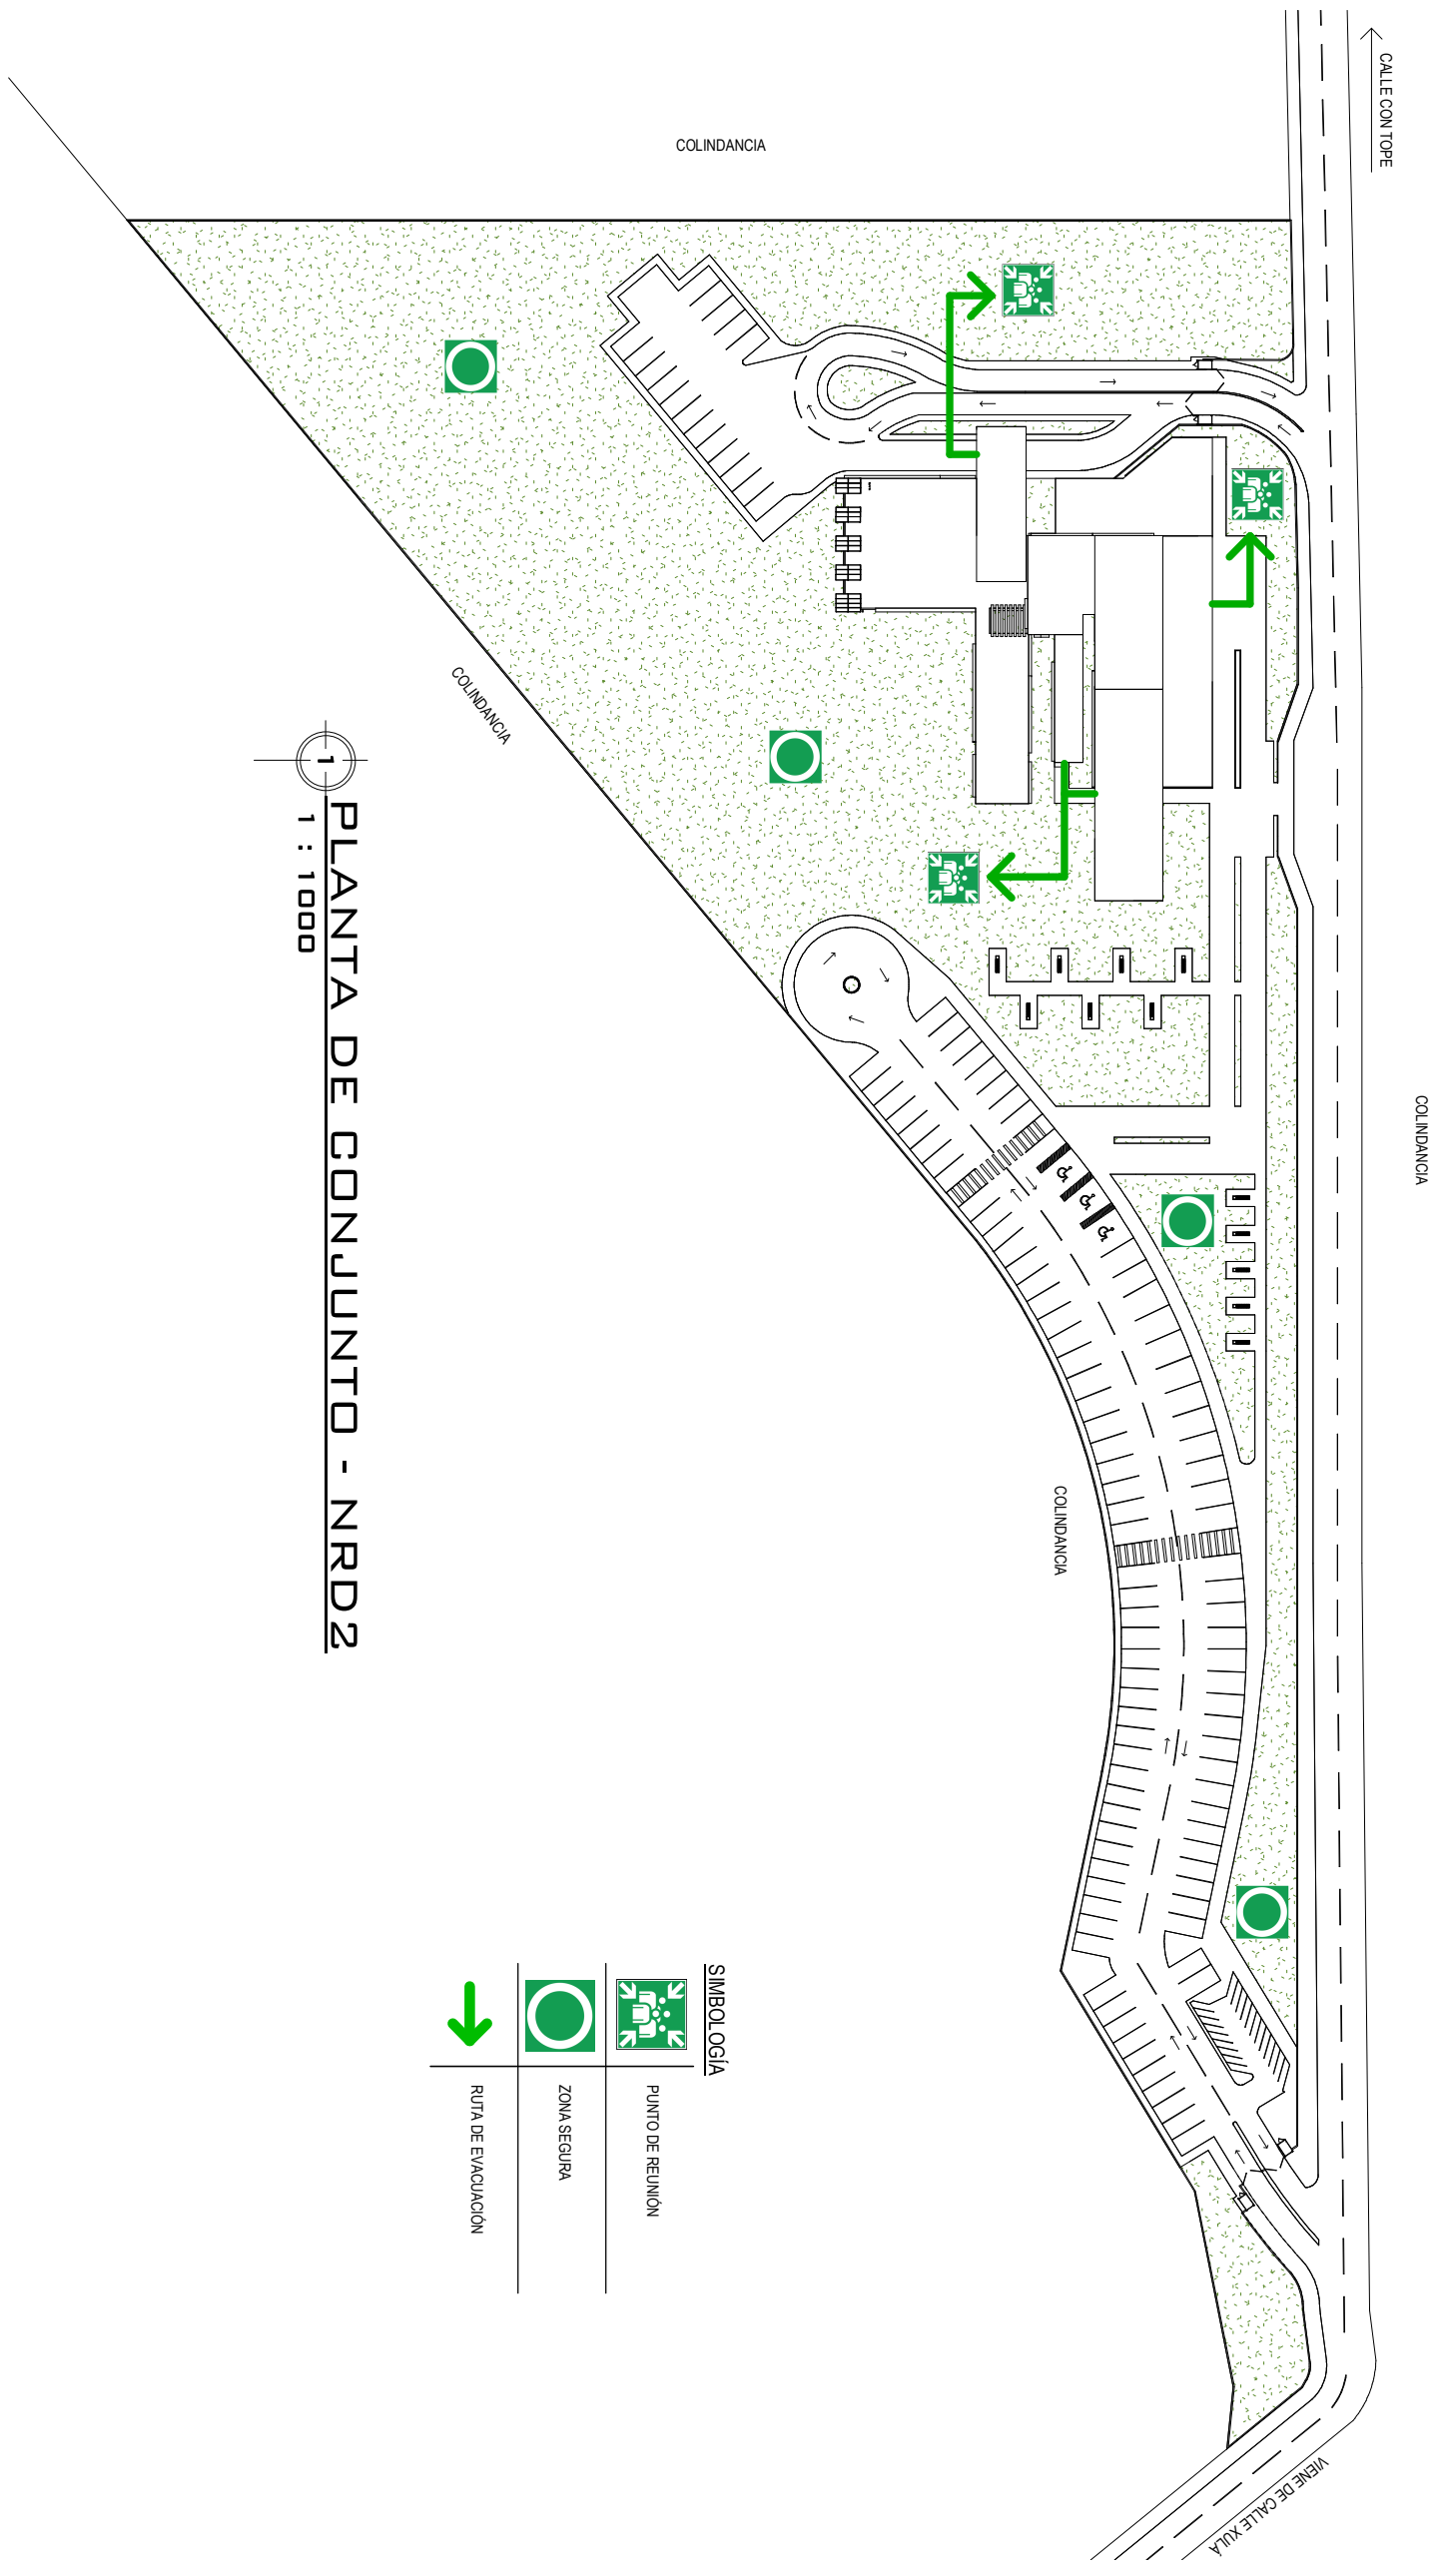 CALLE CON TOPE
COLINDANCIA
COLINDANCIA
COLINDANCIA
COLINDANCIA
VIENE DE CALLE XULÁ
1
PLANTA DE CONJUNTO - NRD2
1 : 1000
SIMBOLOGÍA
PUNTO DE REUNIÓN
ZONA SEGURA
RUTA DE EVACUACIÓN